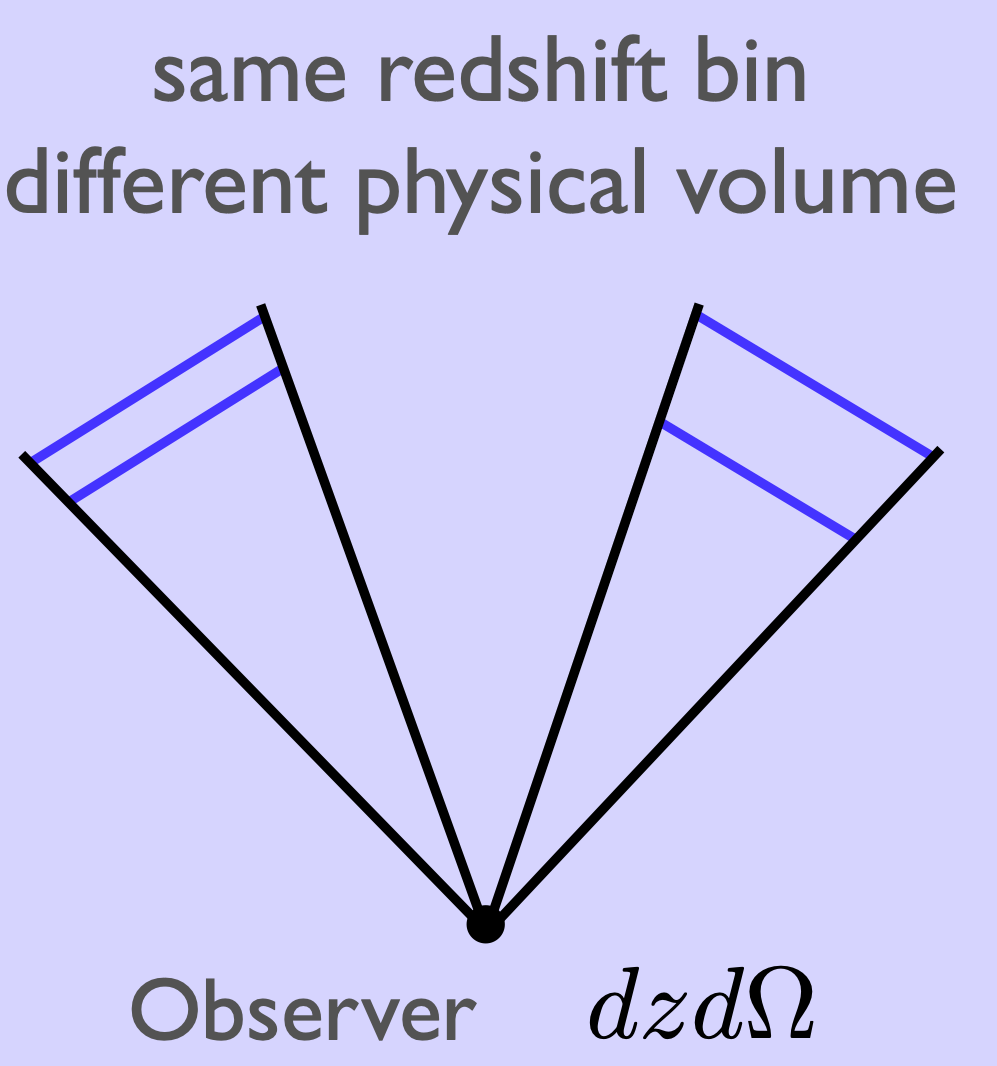 same redshift bin
different physical volume
Observer dzdΩ